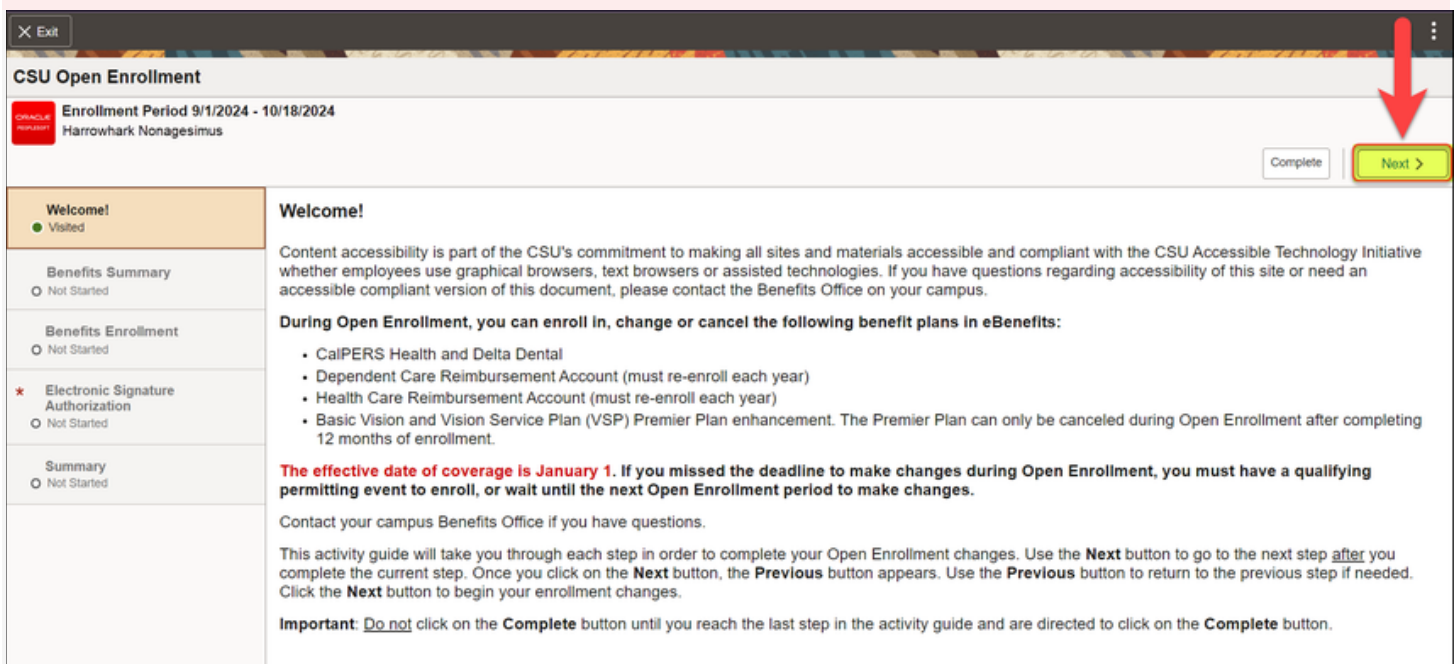 X Exit
CSU Open Enrollment
ORACLE
PEOPLESOFT
Enrollment Period 9/1/2024 - 10/18/2024
Harrowhark Nonagesimus
Complete
Next >
Welcome!
Visited
Benefits Summary
Not Started
Benefits Enrollment
Not Started
* Electronic Signature
Authorization
Not Started
Summary
Not Started
Welcome!
Content accessibility is part of the CSU's commitment to making all sites and materials accessible and compliant with the CSU Accessible Technology Initiative
whether employees use graphical browsers, text browsers or assisted technologies. If you have questions regarding accessibility of this site or need an
accessible compliant version of this document, please contact the Benefits Office on your campus.
During Open Enrollment, you can enroll in, change or cancel the following benefit plans in eBenefits:
• CalPERS Health and Delta Dental
• Dependent Care Reimbursement Account (must re-enroll each year)
• Health Care Reimbursement Account (must re-enroll each year)
• Basic Vision and Vision Service Plan (VSP) Premier Plan enhancement. The Premier Plan can only be canceled during Open Enrollment after completing
12 months of enrollment.
The effective date of coverage is January 1. If you missed the deadline to make changes during Open Enrollment, you must have a qualifying
permitting event to enroll, or wait until the next Open Enrollment period to make changes.
Contact your campus Benefits Office if you have questions.
This activity guide will take you through each step in order to complete your Open Enrollment changes. Use the Next button to go to the next step after you
complete the current step. Once you click on the Next button, the Previous button appears. Use the Previous button to return to the previous step if needed.
Click the Next button to begin your enrollment changes.
Important: Do not click on the Complete button until you reach the last step in the activity guide and are directed to click on the Complete button.